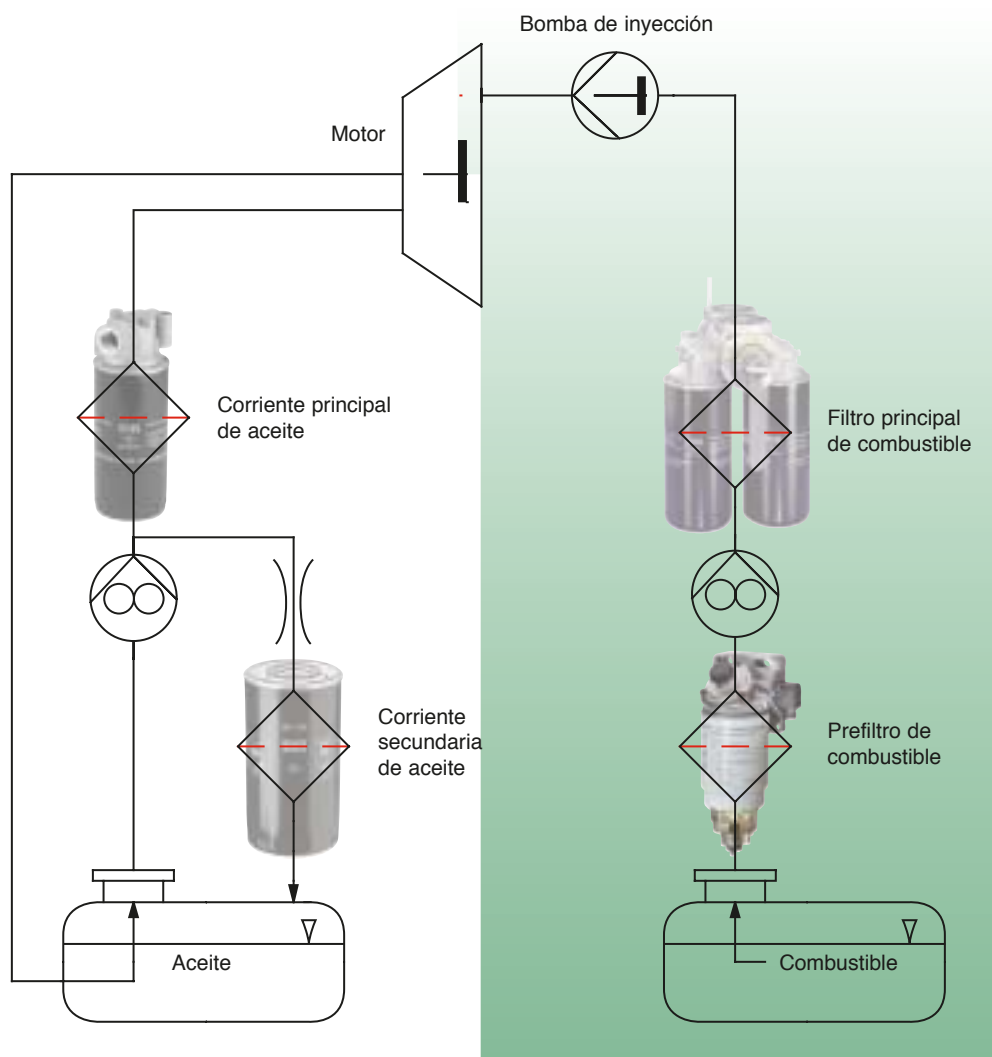 Bomba de inyección
Motor
Corriente principal
de aceite
Filtro principal
de combustible
Corriente
secundaria
de aceite
Prefiltro de
combustible
Aceite
Combustible